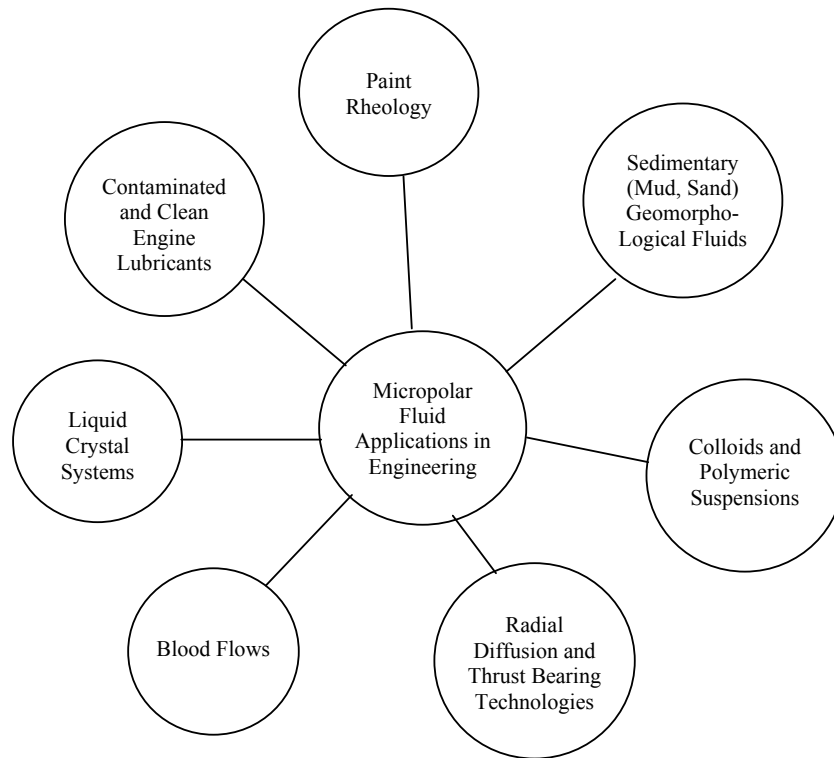 Paint
Rheology
Contaminated
and Clean
Engine
Lubricants
Sedimentary
(Mud, Sand)
Geomorpho-
Logical Fluids
Micropolar
Fluid
Applications in
Engineering
Liquid
Crystal
Systems
Colloids and
Polymeric
Suspensions
Blood Flows
Radial
Diffusion and
Thrust Bearing
Technologies